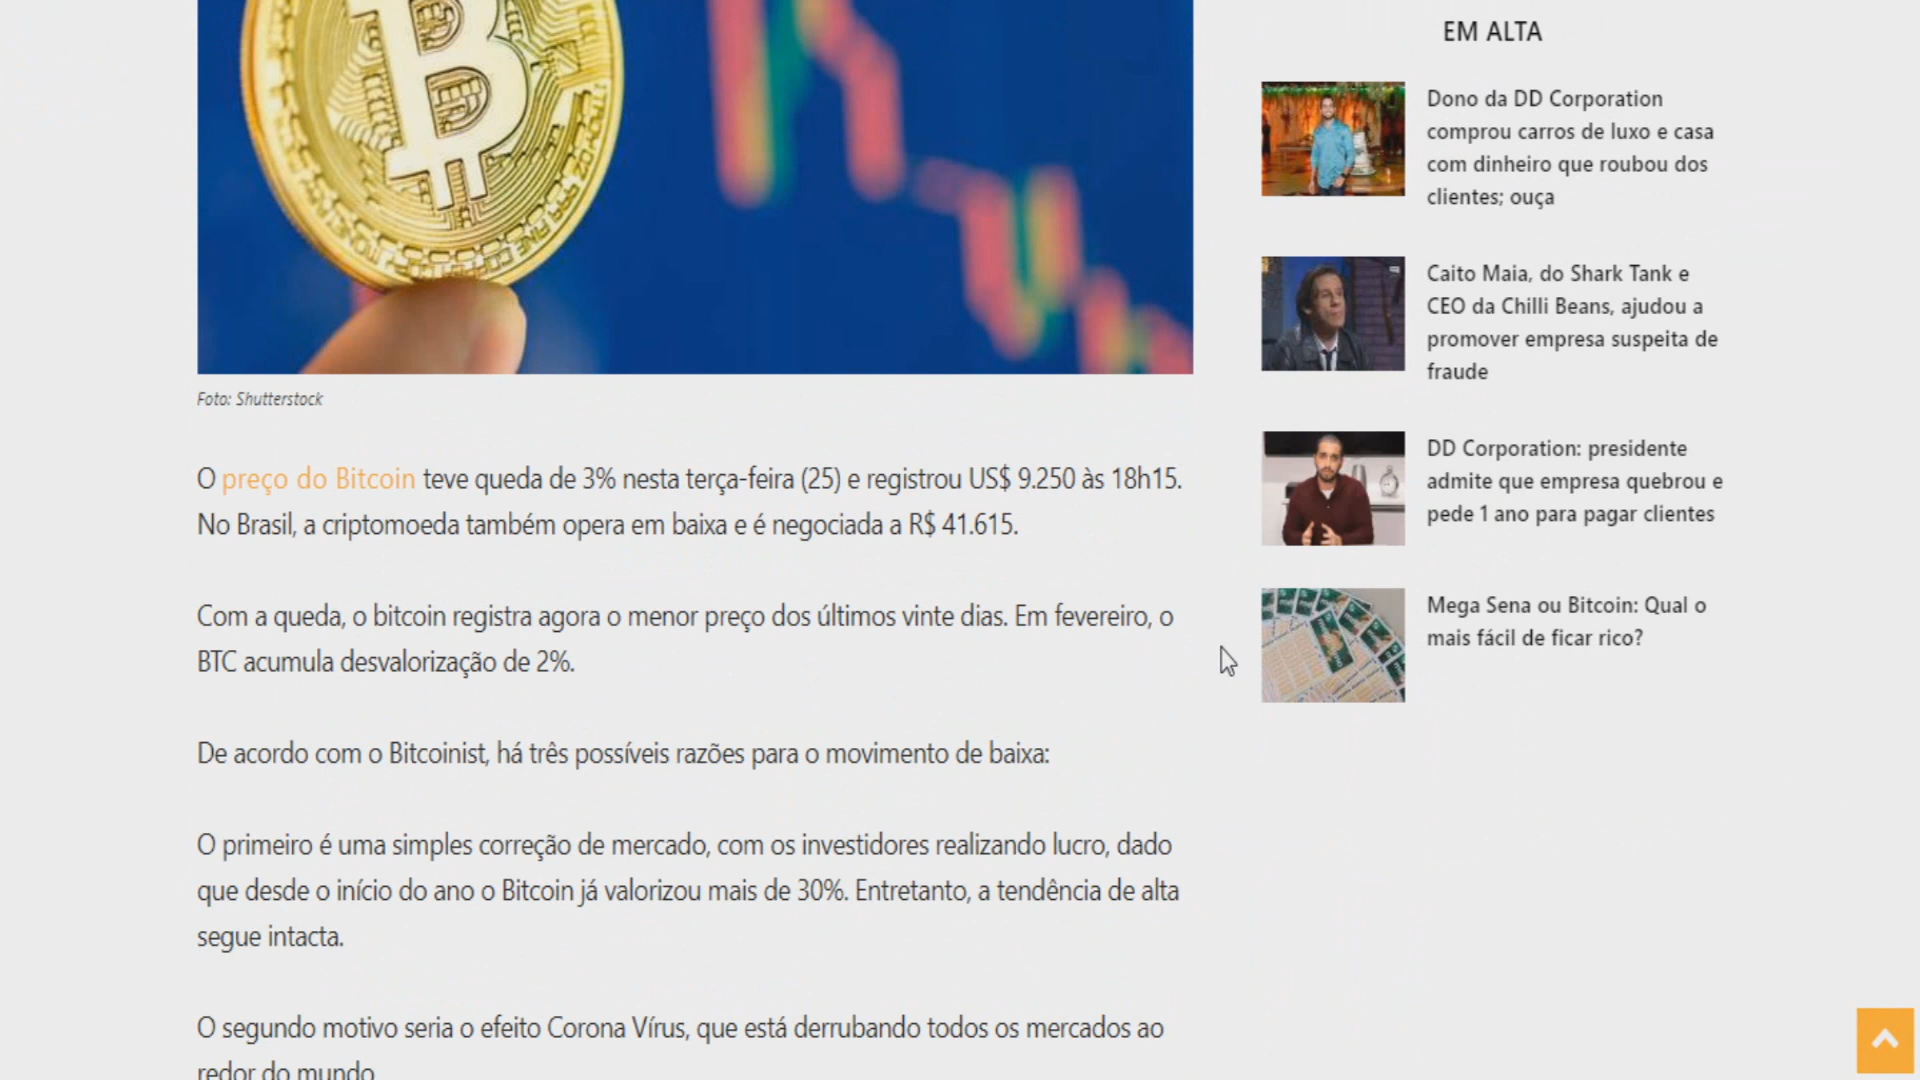 EM ALTA
Dono da DD Corporation
comprou carros de luxo e casa
com dinheiro que roubou dos
clientes; ouça
Caito Maia, do Shark Tank e
CEO da Chilli Beans, ajudou a
promover empresa suspeita de
fraude
DD Corporation: presidente
admite que empresa quebrou e
pede 1 ano para pagar clientes
Mega Sena ou Bitcoin: Qual o
mais fácil de ficar rico?
Foto: Shutterstock
O preço do Bitcoin teve queda de 3% nesta terça-feira (25) e registrou US$ 9.250 às 18h15.
No Brasil, a criptomoeda também opera em baixa e é negociada a R$ 41.615.
Com a queda, o bitcoin registra agora o menor preço dos últimos vinte dias. Em fevereiro, o
BTC acumula desvalorização de 2%.
De acordo com o Bitcoinist, há três possíveis razões para o movimento de baixa:
O primeiro é uma simples correção de mercado, com os investidores realizando lucro, dado
que desde o início do ano o Bitcoin já valorizou mais de 30%. Entretanto, a tendência de alta
segue intacta.
O segundo motivo seria o efeito Corona Vírus, que está derrubando todos os mercados ao
redor do mundo